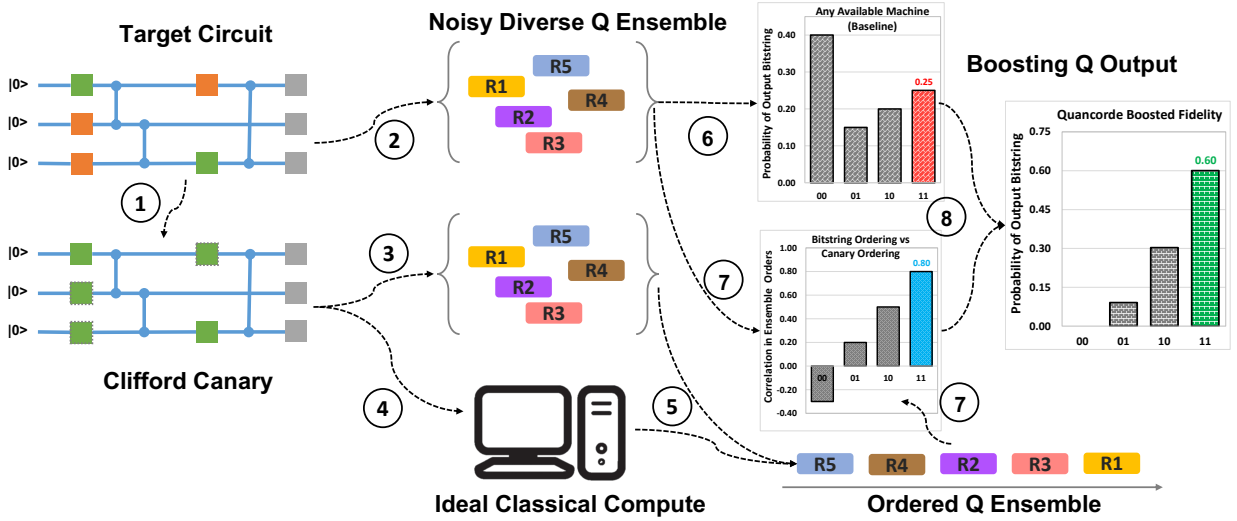 Target Circuit
|0>
|0>
|0>
1
|0>
|0>
|0>
Clifford Canary
Noisy Diverse Q Ensemble
2
R5
R1
R4
R2
R3
3
R5
R1
R4
R2
R3
4
Ideal Classical Compute
5
6
7
Any Available Machine
(Baseline)
Probability of Output Bitstring
0.40
0.30
0.20
0.10
0.00
0.25
00 01 10 11
Bitstring Ordering vs
Canary Ordering
Correlation in Ensemble Orders
1.00
0.80
0.60
0.40
0.20
0.00
-0.20
-0.40
0.80
00 01 10 11
7
R5 R4 R2 R3 R1
Ordered Q Ensemble
8
Boosting Q Output
Quancorde Boosted Fidelity
Probability of Output Bitstring
0.75
0.60
0.45
0.30
0.15
0.00
0.60
00 01 10 11